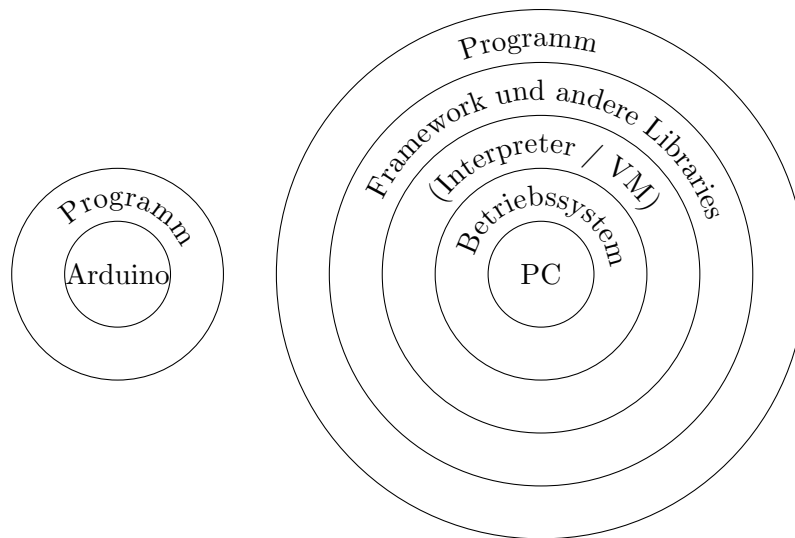 Programm
Arduino
Programm
Framework und andere Libraries
(Interpreter / VM)
Betriebssystem
PC